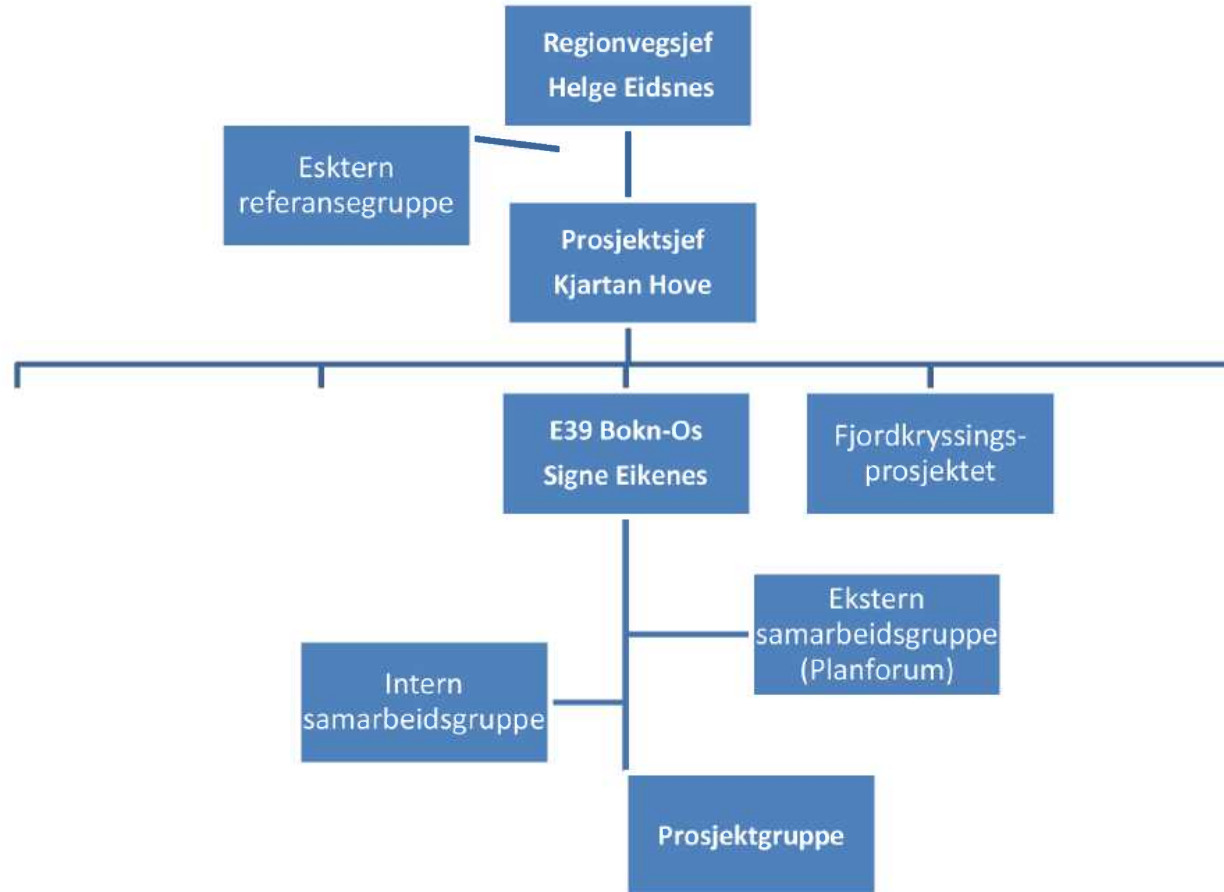 Regionvegsjef
Helge Eidsnes
Esktern
referansegruppe
Prosjektsjef
Kjartan Hove
E39 Bokn-Os
Signe Eikenes
Fjordkryssings-
prosjektet
Ekstern
samarbeidsgruppe
(Planforum)
Intern
samarbeidsgruppe
Prosjektgruppe